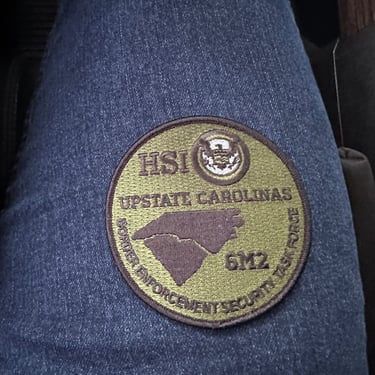 HSI
UPSTATE CAROLINAS
6M2
BORDER ENFORCEMENT SECURITY TASK FORCE